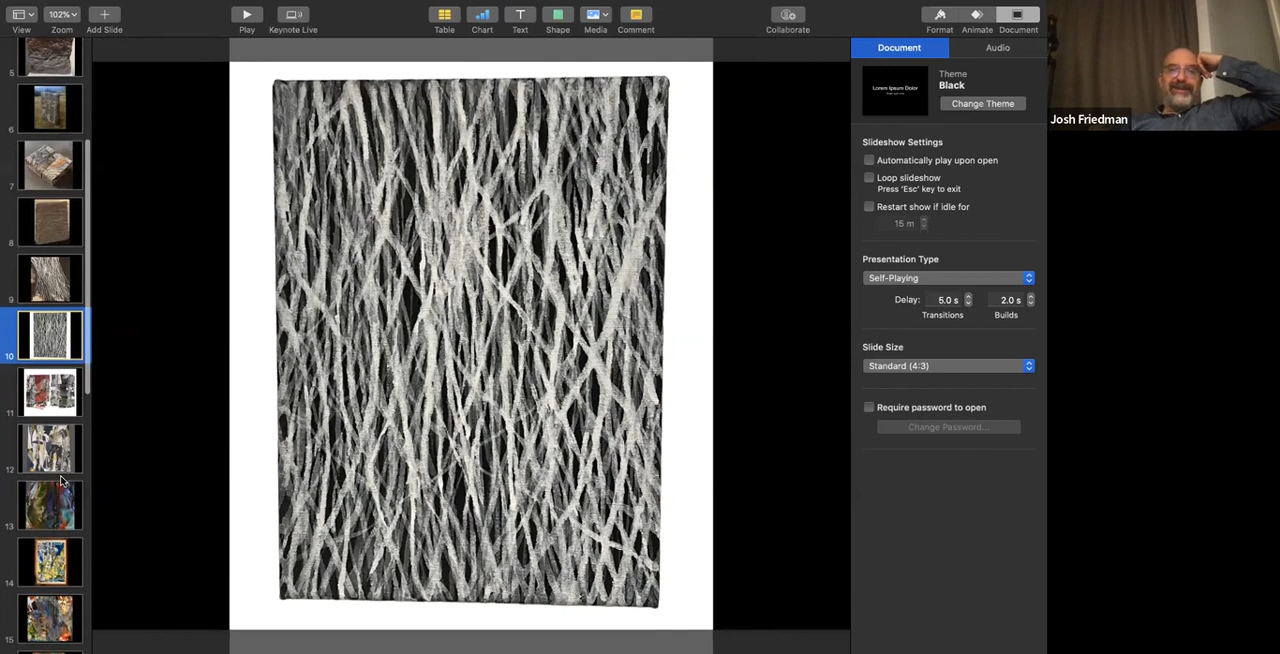 102%
View
Zoom
Add Slide
Play
Keynote Live
Table
Chart
Text
Shape
Media
Comment
Collaborate
Format
Animate
Document
Document
Audio
Lorem Ipsum Dolor
Theme
Black
Change Theme
Slideshow Settings
Automatically play upon open
Loop slideshow
Press 'Esc' key to exit
Restart show if idle for
15 m
Presentation Type
Self-Playing
Delay: 5.0 s 2.0 s
Transitions Builds
Slide Size
Standard (4:3)
Require password to open
Change Password...
Josh Friedman
5
6
7
8
9
10
11
12
13
14
15